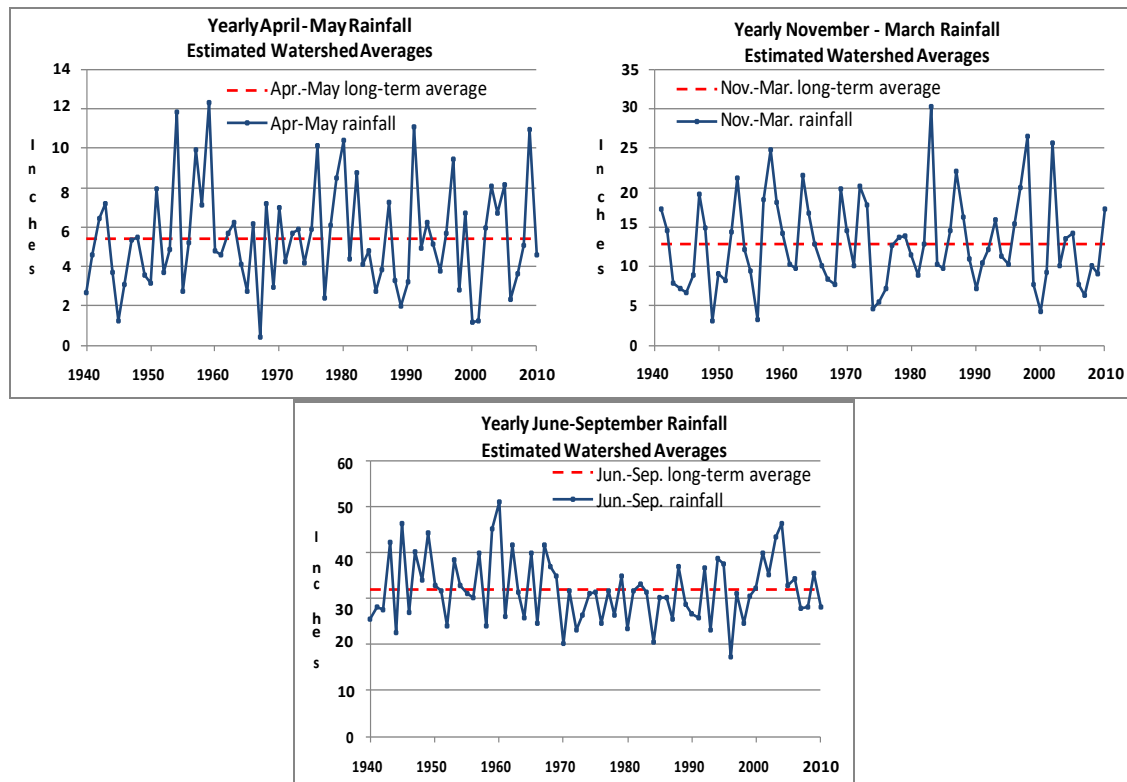 Yearly April-May Rainfall
Estimated Watershed Averages
14
12
10
8
6
4
2
0
Inches
Apr.-May long-term average
Apr-May rainfall
1940 1950 1960 1970 1980 1990 2000 2010
Yearly November - March Rainfall
Estimated Watershed Averages
35
30
25
20
15
10
5
0
Inches
Nov.-Mar. long-term average
Nov.-Mar. rainfall
1940 1950 1960 1970 1980 1990 2000 2010
Yearly June-September Rainfall
Estimated Watershed Averages
60
50
40
30
20
10
0
Inches
Jun.-Sep. long-term average
Jun.-Sep. rainfall
1940 1950 1960 1970 1980 1990 2000 2010